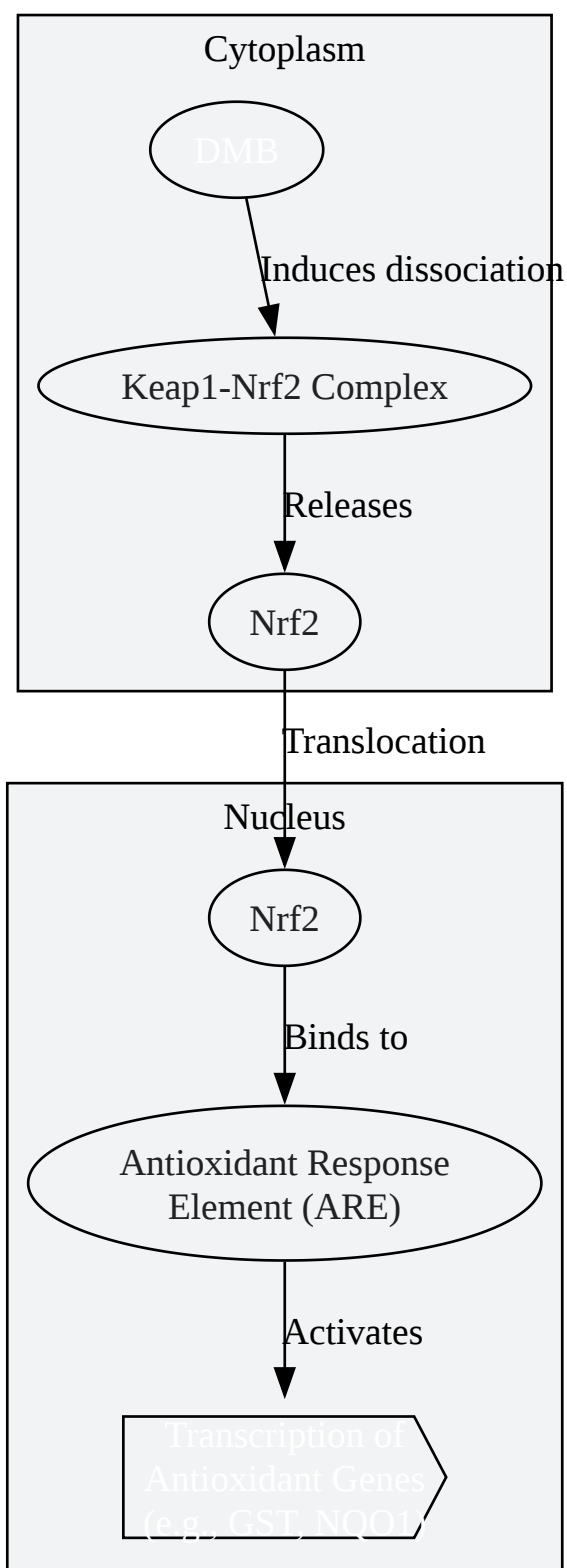 Cytoplasm
DMB
Induces dissociation
Keap1-Nrf2 Complex
Releases
Nrf2
Translocation
Nucleus
Nrf2
Binds to
Antioxidant Response
Element (ARE)
Activates
Transcription of
Antioxidant Genes
(e.g., GST, NQO1)